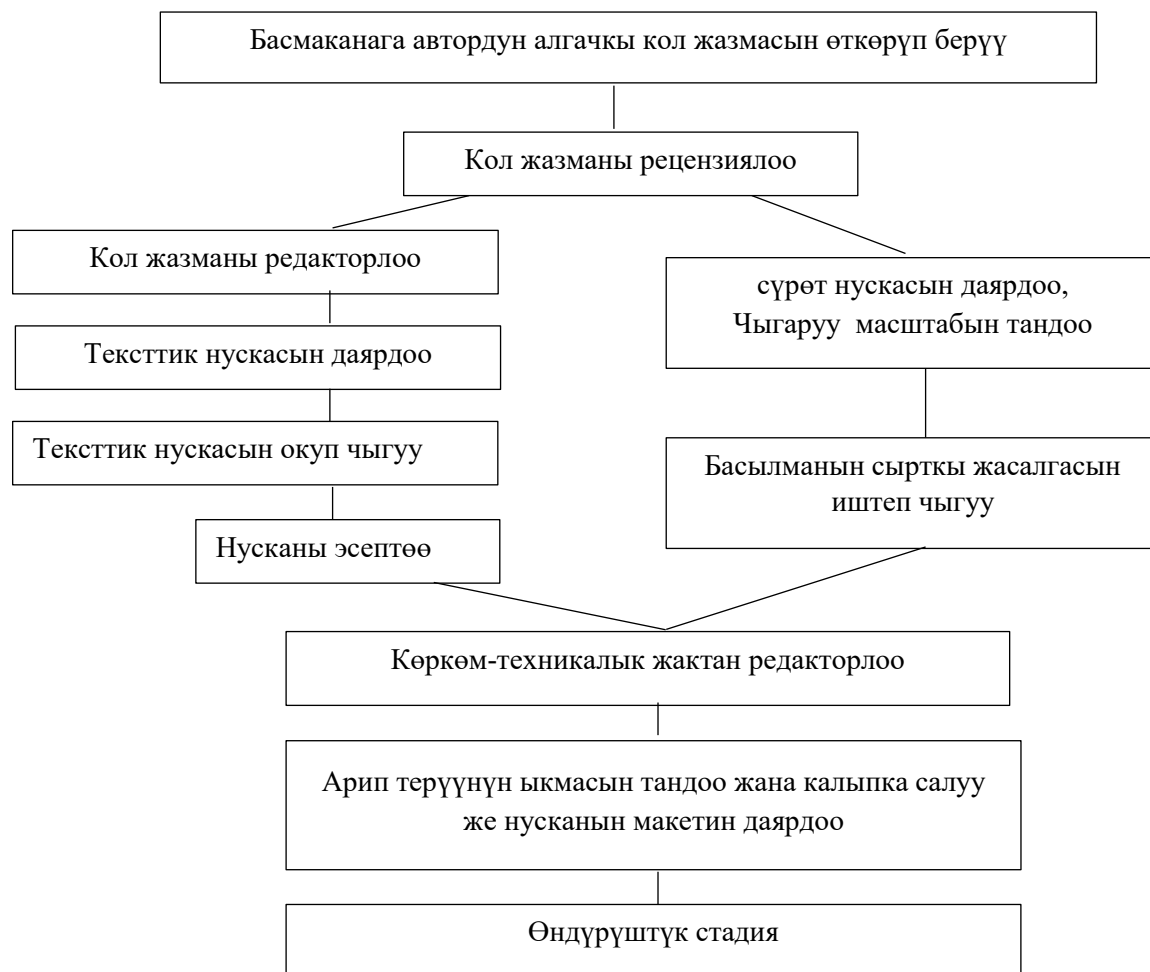 Басмаканага автордун алгачкы кол жазмасын өткөрүп берүү
Кол жазманы рецензиялоо
Кол жазманы редакторлоо
сүрөт нускасын даярдоо,
Чыгаруу масштабын тандоо
Тексттик нускасын даярдоо
Тексттик нускасын окуп чыгуу
Басылманын сырткы жасалгасын
иштеп чыгуу
Нусканы эсептөө
Көркөм-техникалык жактан редакторлоо
Арип терүүнүн ыкмасын тандоо жана калыпка салуу
же нусканын макетин даярдоо
Өндүрүштүк стадия